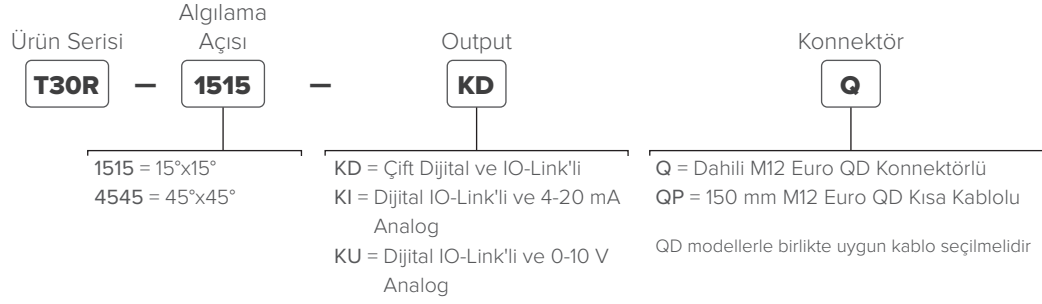 Ürün Serisi
Algılama
Açısı
Output
Konnektör
T30R — 1515 — KD Q
1515 = 15°x15°
4545 = 45°x45°
KD = Çift Dijital ve IO-Link'li
KI = Dijital IO-Link'li ve 4-20 mA
Analog
KU = Dijital IO-Link'li ve 0-10 V
Analog
Q = Dahili M12 Euro QD Konnektörlü
QP = 150 mm M12 Euro QD Kısa Kablolu
QD modellerle birlikte uygun kablo seçilmelidir